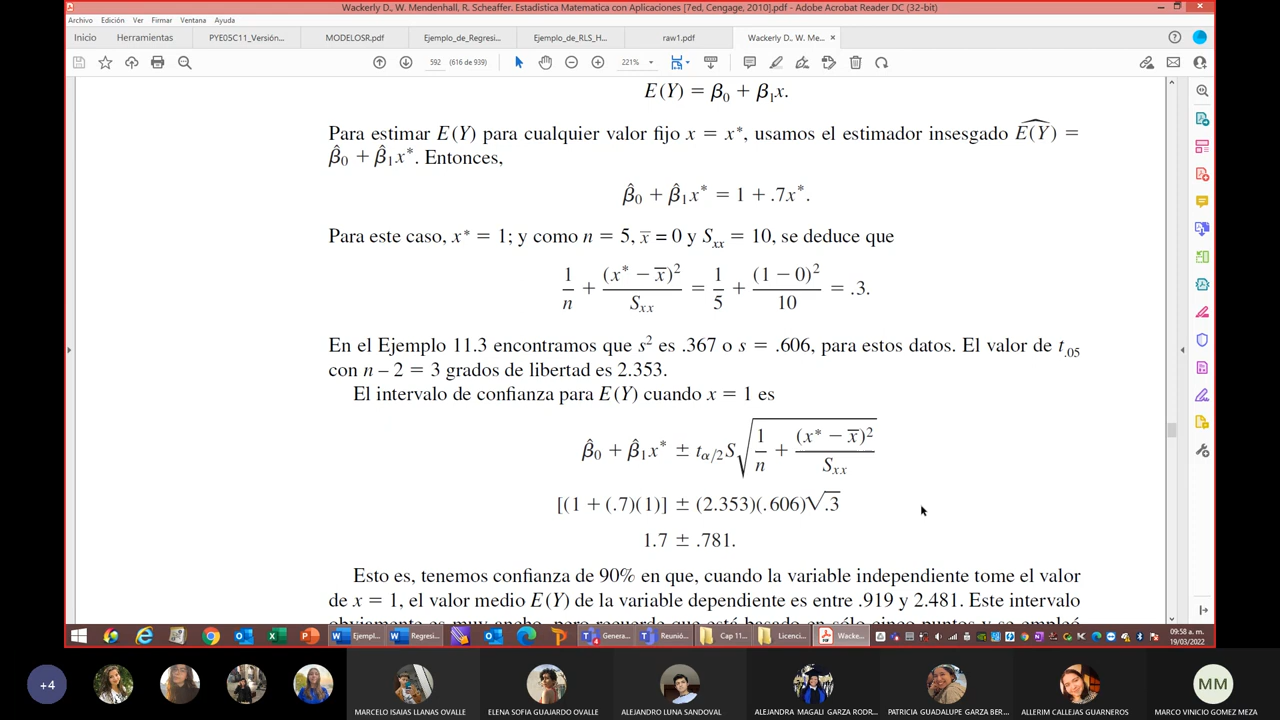 Wackerly D., W. Mendenhall, R. Scheaffer. Estadística Matematica con Aplicaciones [7ed, Cengage, 2010].pdf - Adobe Acrobat Reader DC (32-bit)
Archivo Edición Ver Firmar Ventana Ayuda
Inicio Herramientas PYE05C11_Versión... MODELOSR.pdf Ejemplo_de_Regresi... Ejemplo_de_RLS_H... raw1.pdf Wackerly D., W. Me... ×
592 (616 de 939) 221%
E(Y) = β₀ + β₁x.
Para estimar E(Y) para cualquier valor fijo x = x*, usamos el estimador insesgado Ê(Y) =
β̂₀ + β̂₁x*. Entonces,
β̂₀ + β̂₁x* = 1 + .7x*.
Para este caso, x* = 1; y como n = 5, x̄ = 0 y Sxx = 10, se deduce que
1/n + (x* − x̄)²/Sxx = 1/5 + (1 − 0)²/10 = .3.
En el Ejemplo 11.3 encontramos que s² es .367 o s = .606, para estos datos. El valor de t.05
con n – 2 = 3 grados de libertad es 2.353.
El intervalo de confianza para E(Y) cuando x = 1 es
β̂₀ + β̂₁x* ± tα/2 S √(1/n + (x* − x̄)²/Sxx)
[(1 + (.7)(1)] ± (2.353)(.606)√.3
1.7 ± .781.
Esto es, tenemos confianza de 90% en que, cuando la variable independiente tome el valor
de x = 1, el valor medio E(Y) de la variable dependiente es entre .919 y 2.481. Este intervalo
Ejempl... Regresi... Genera... Reunió... Cap 11... Licenci... Wacke... 09:58 a. m.
19/03/2022
+4 MM
MARCELO ISAIAS LLANAS OVALLE ELENA SOFIA GUAJARDO OVALLE ALEJANDRO LUNA SANDOVAL ALEJANDRA MAGALI GARZA RODR... PATRICIA GUADALUPE GARZA BER... ALLERIM CALLEJAS GUARNEROS MARCO VINICIO GOMEZ MEZA